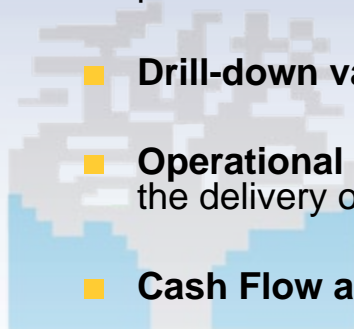 Drill-down va
Operational
the delivery o
Cash Flow a